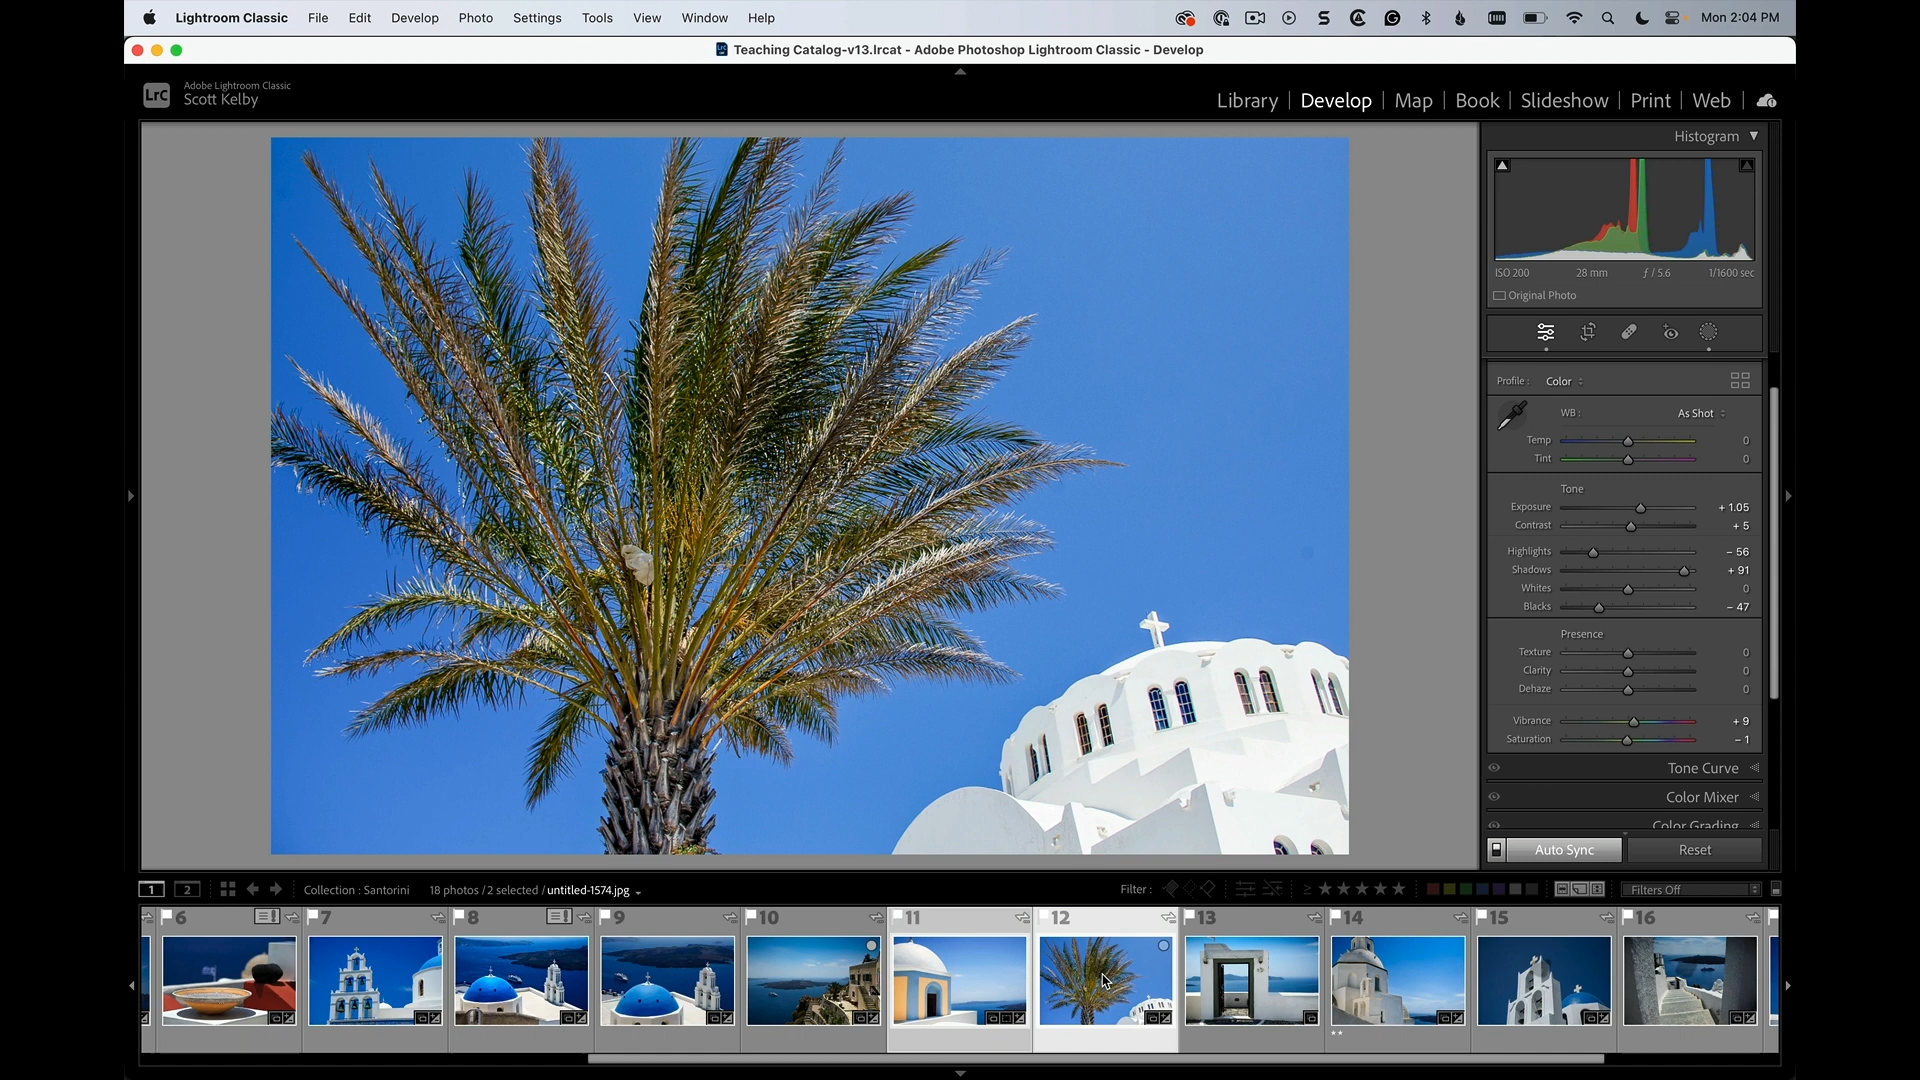 Lightroom Classic File Edit Develop Photo Settings Tools View Window Help Mon 2:04 PM
Teaching Catalog-v13.lrcat - Adobe Photoshop Lightroom Classic - Develop
LrC
Adobe Lightroom Classic
Scott Kelby
Library | Develop | Map | Book | Slideshow | Print | Web
Histogram
ISO 200 28 mm ƒ / 5.6 1/1600 sec
Original Photo
Profile : Color
WB : As Shot
Temp 0
Tint 0
Tone
Exposure + 1.05
Contrast + 5
Highlights – 56
Shadows + 91
Whites 0
Blacks – 47
Presence
Texture 0
Clarity 0
Dehaze 0
Vibrance + 9
Saturation – 1
Tone Curve
Color Mixer
Color Grading
Auto Sync Reset
1 2 Collection : Santorini 18 photos / 2 selected / untitled-1574.jpg Filter : Filters Off
6 7 8 9 10 11 12 13 14 15 16